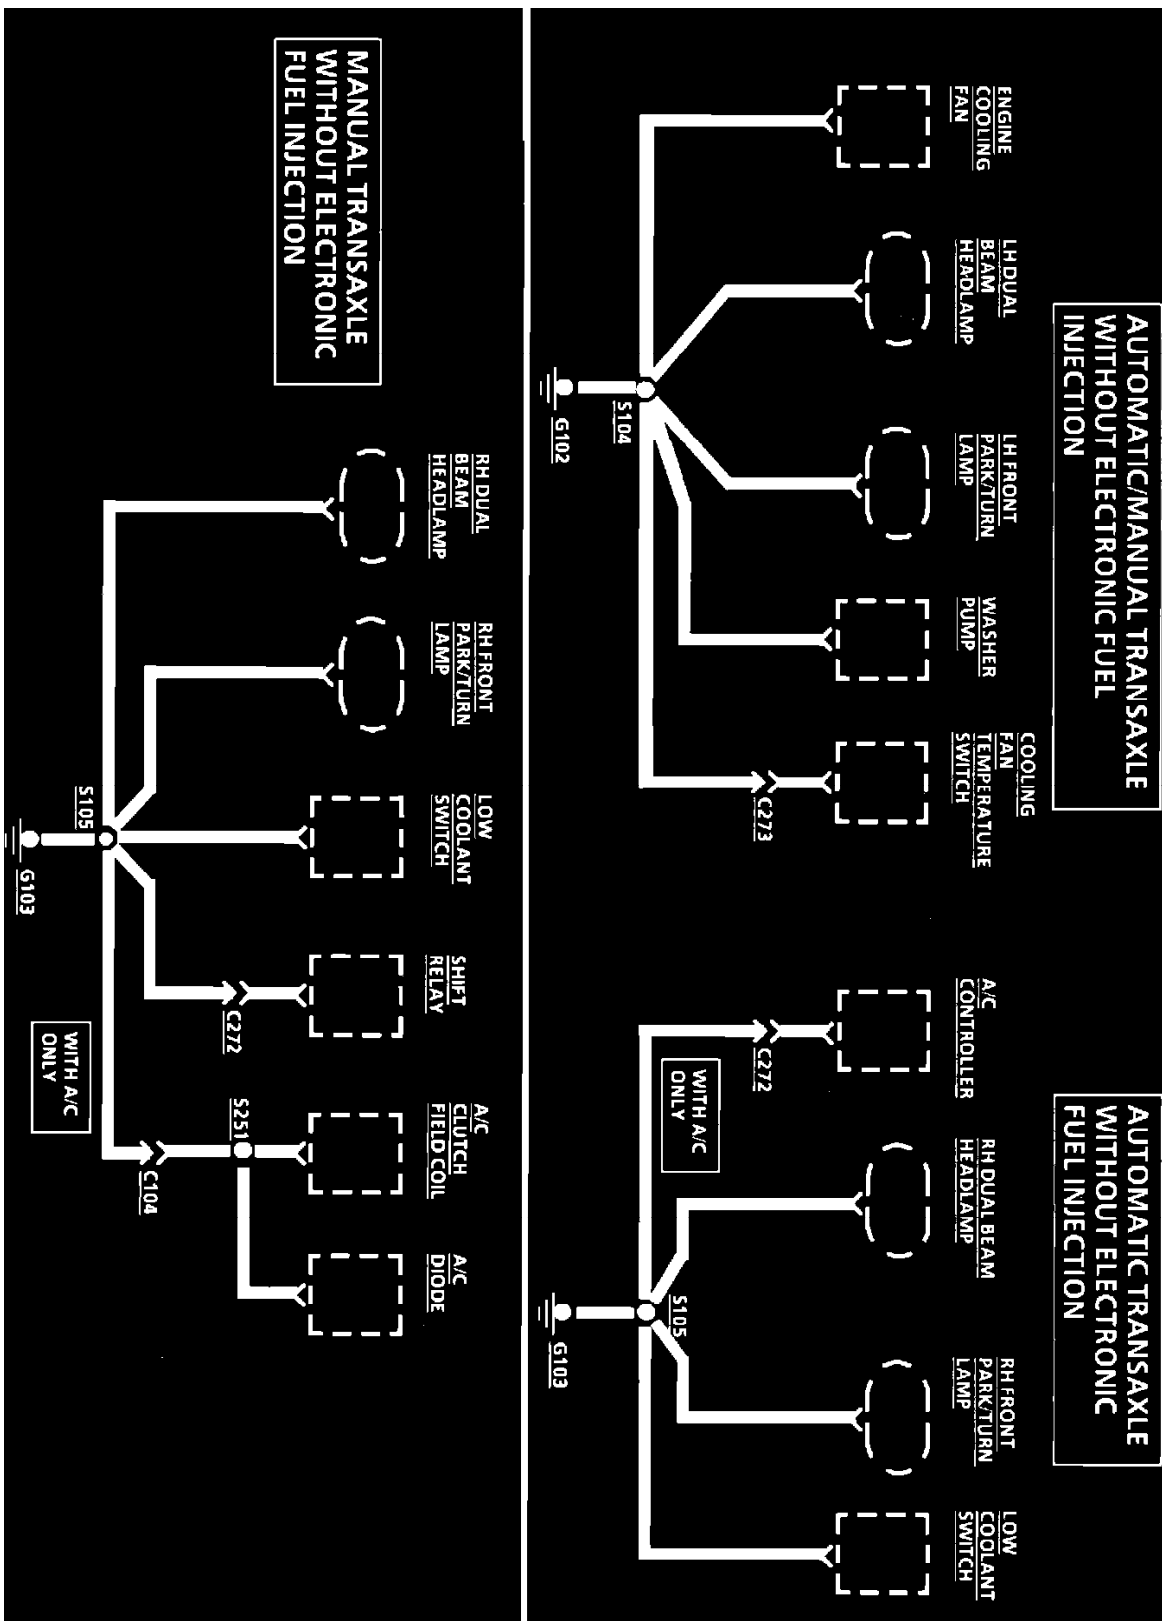 AUTOMATIC/MANUAL TRANSAXLE
WITHOUT ELECTRONIC FUEL
INJECTION
ENGINE
COOLING
FAN
LH DUAL
BEAM
HEADLAMP
LH FRONT
PARK/TURN
LAMP
WASHER
PUMP
COOLING
FAN
TEMPERATURE
SWITCH
C273
S104
G102
AUTOMATIC TRANSAXLE
WITHOUT ELECTRONIC
FUEL INJECTION
A/C
CONTROLLER
RH DUAL BEAM
HEADLAMP
RH FRONT
PARK/TURN
LAMP
LOW
COOLANT
SWITCH
C272
WITH A/C
ONLY
S105
G103
MANUAL TRANSAXLE
WITHOUT ELECTRONIC
FUEL INJECTION
RH DUAL
BEAM
HEADLAMP
RH FRONT
PARK/TURN
LAMP
LOW
COOLANT
SWITCH
SHIFT
RELAY
A/C
CLUTCH
FIELD COIL
A/C
DIODE
C272
S251
C104
S105
WITH A/C
ONLY
G103